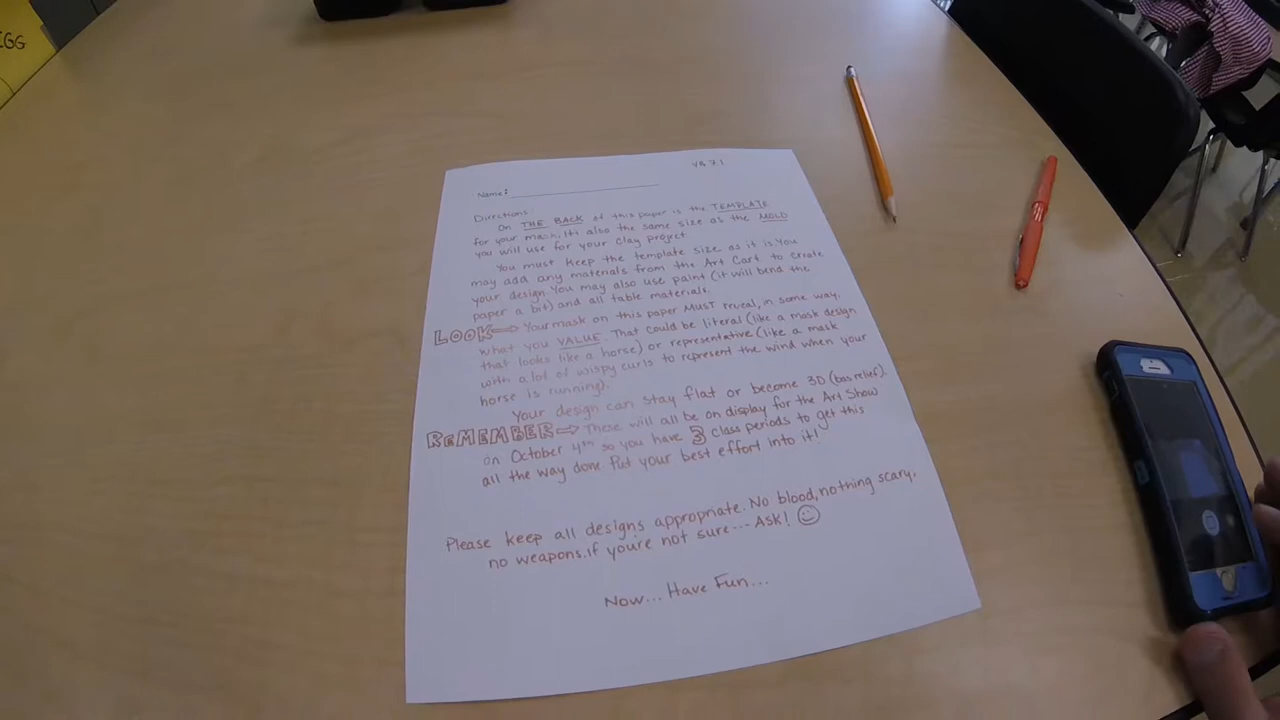 IGG
VA 7.1
Name:
Directions:
On THE BACK of this paper is the TEMPLATE
for your mask. It's also the same size as the MOLD
you will use for your clay project.
You must keep the template size as it is. You
may add any materials from the Art Cart to create
your design. You may also use paint (it will bend the
paper a bit) and all table materials.
LOOK → Your mask on this paper MUST reveal, in some way,
what you VALUE. That could be literal (like a mask design
that looks like a horse) or representative (like a mask
with a lot of wispy curls to represent the wind when your
horse is running).
Your design can stay flat or become 3D (bas relief).
REMEMBER → These will all be on display for the Art Show
on October 4th so you have 3 class periods to get this
all the way done. Put your best effort into it!
Please keep all designs appropriate. No blood, nothing scary,
no weapons. If you're not sure... Ask! ☺
Now... Have Fun...